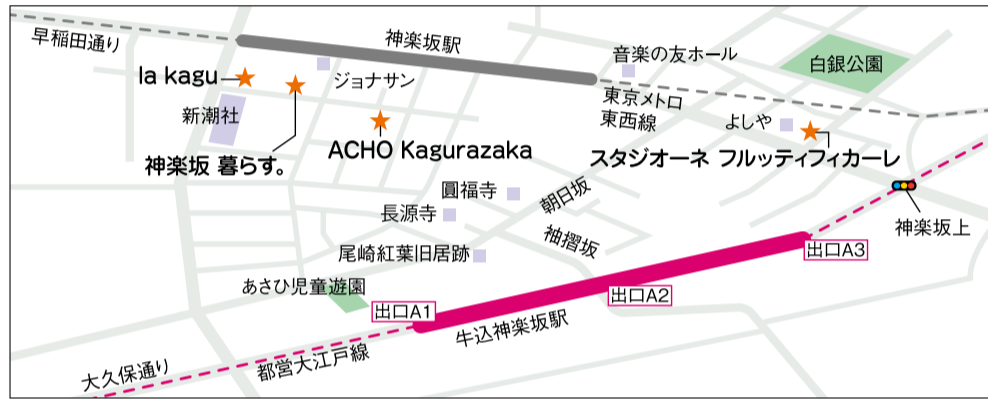 早稲田通り
神楽坂駅
音楽の友ホール
白銀公園
la kagu
ジョナサン
新潮社
東京メトロ
東西線
よしや
神楽坂 暮らす。
ACHO Kagurazaka
スタジオーネ フルッティフィカーレ
圓福寺
朝日坂
長源寺
袖摺坂
神楽坂上
尾崎紅葉旧居跡
出口A3
あさひ児童遊園
出口A2
出口A1
牛込神楽坂駅
都営大江戸線
大久保通り